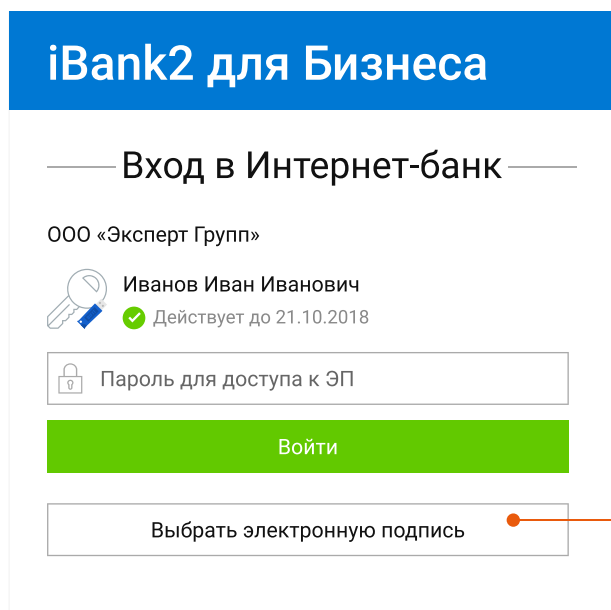 iBank2 для Бизнеса
Вход в Интернет-банк
ООО «Эксперт Групп»
Иванов Иван Иванович
Действует до 21.10.2018
Пароль для доступа к ЭП
Войти
Выбрать электронную подпись